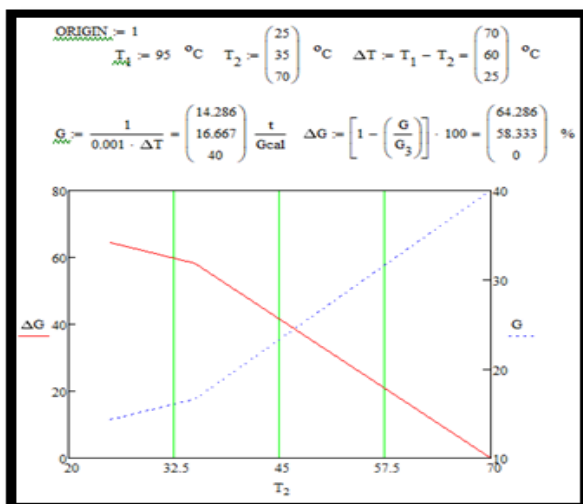 ORIGIN := 1
T₁ := 95 °C T₂ := (25 35 70) °C ΔT := T₁ − T₂ = (70 60 25) °C
G := 1 / (0.001 · ΔT) = (14.286 16.667 40) t/Gcal ΔG := [1 − (G/G₃)] · 100 = (64.286 58.333 0) %
80 40
60 30
ΔG 40 G
20 20
0 10
20 32.5 45 57.5 70
T₂